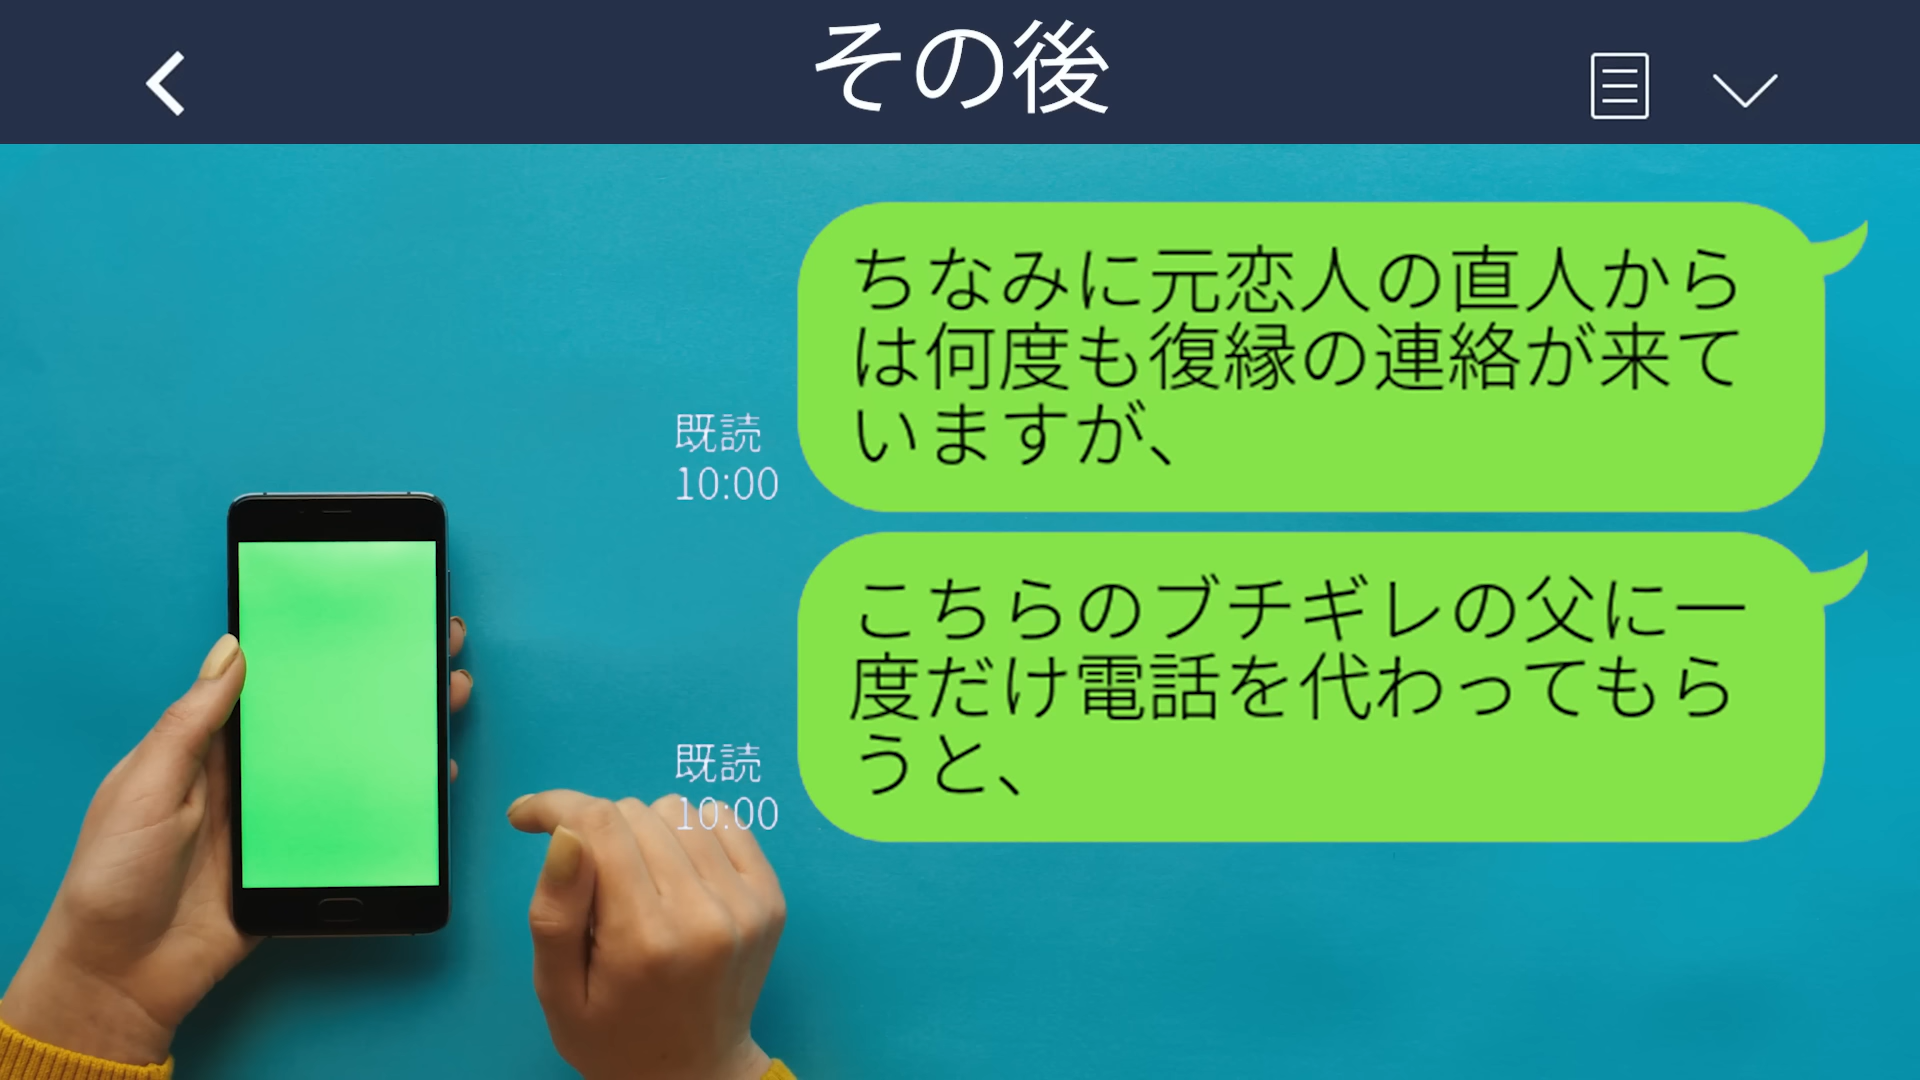 その後
ちなみに元恋人の直人から
は何度も復縁の連絡が来て
いますが、
既読
10:00
こちらのブチギレの父に一
度だけ電話を代わってもら
うと、
既読
10:00